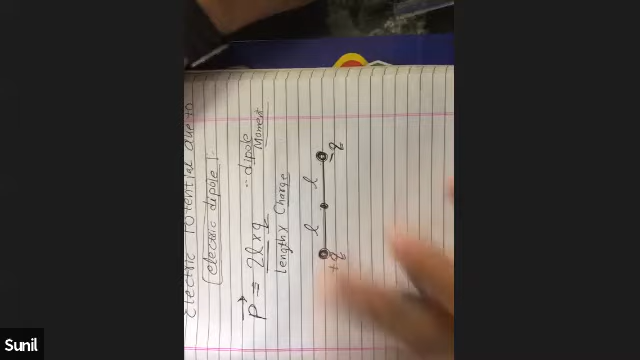 Electric Potential due to
electric dipole :-
P⃗ ⇒ 2l × q -- dipole Moment
length × Charge
+q l l -q
Sunil